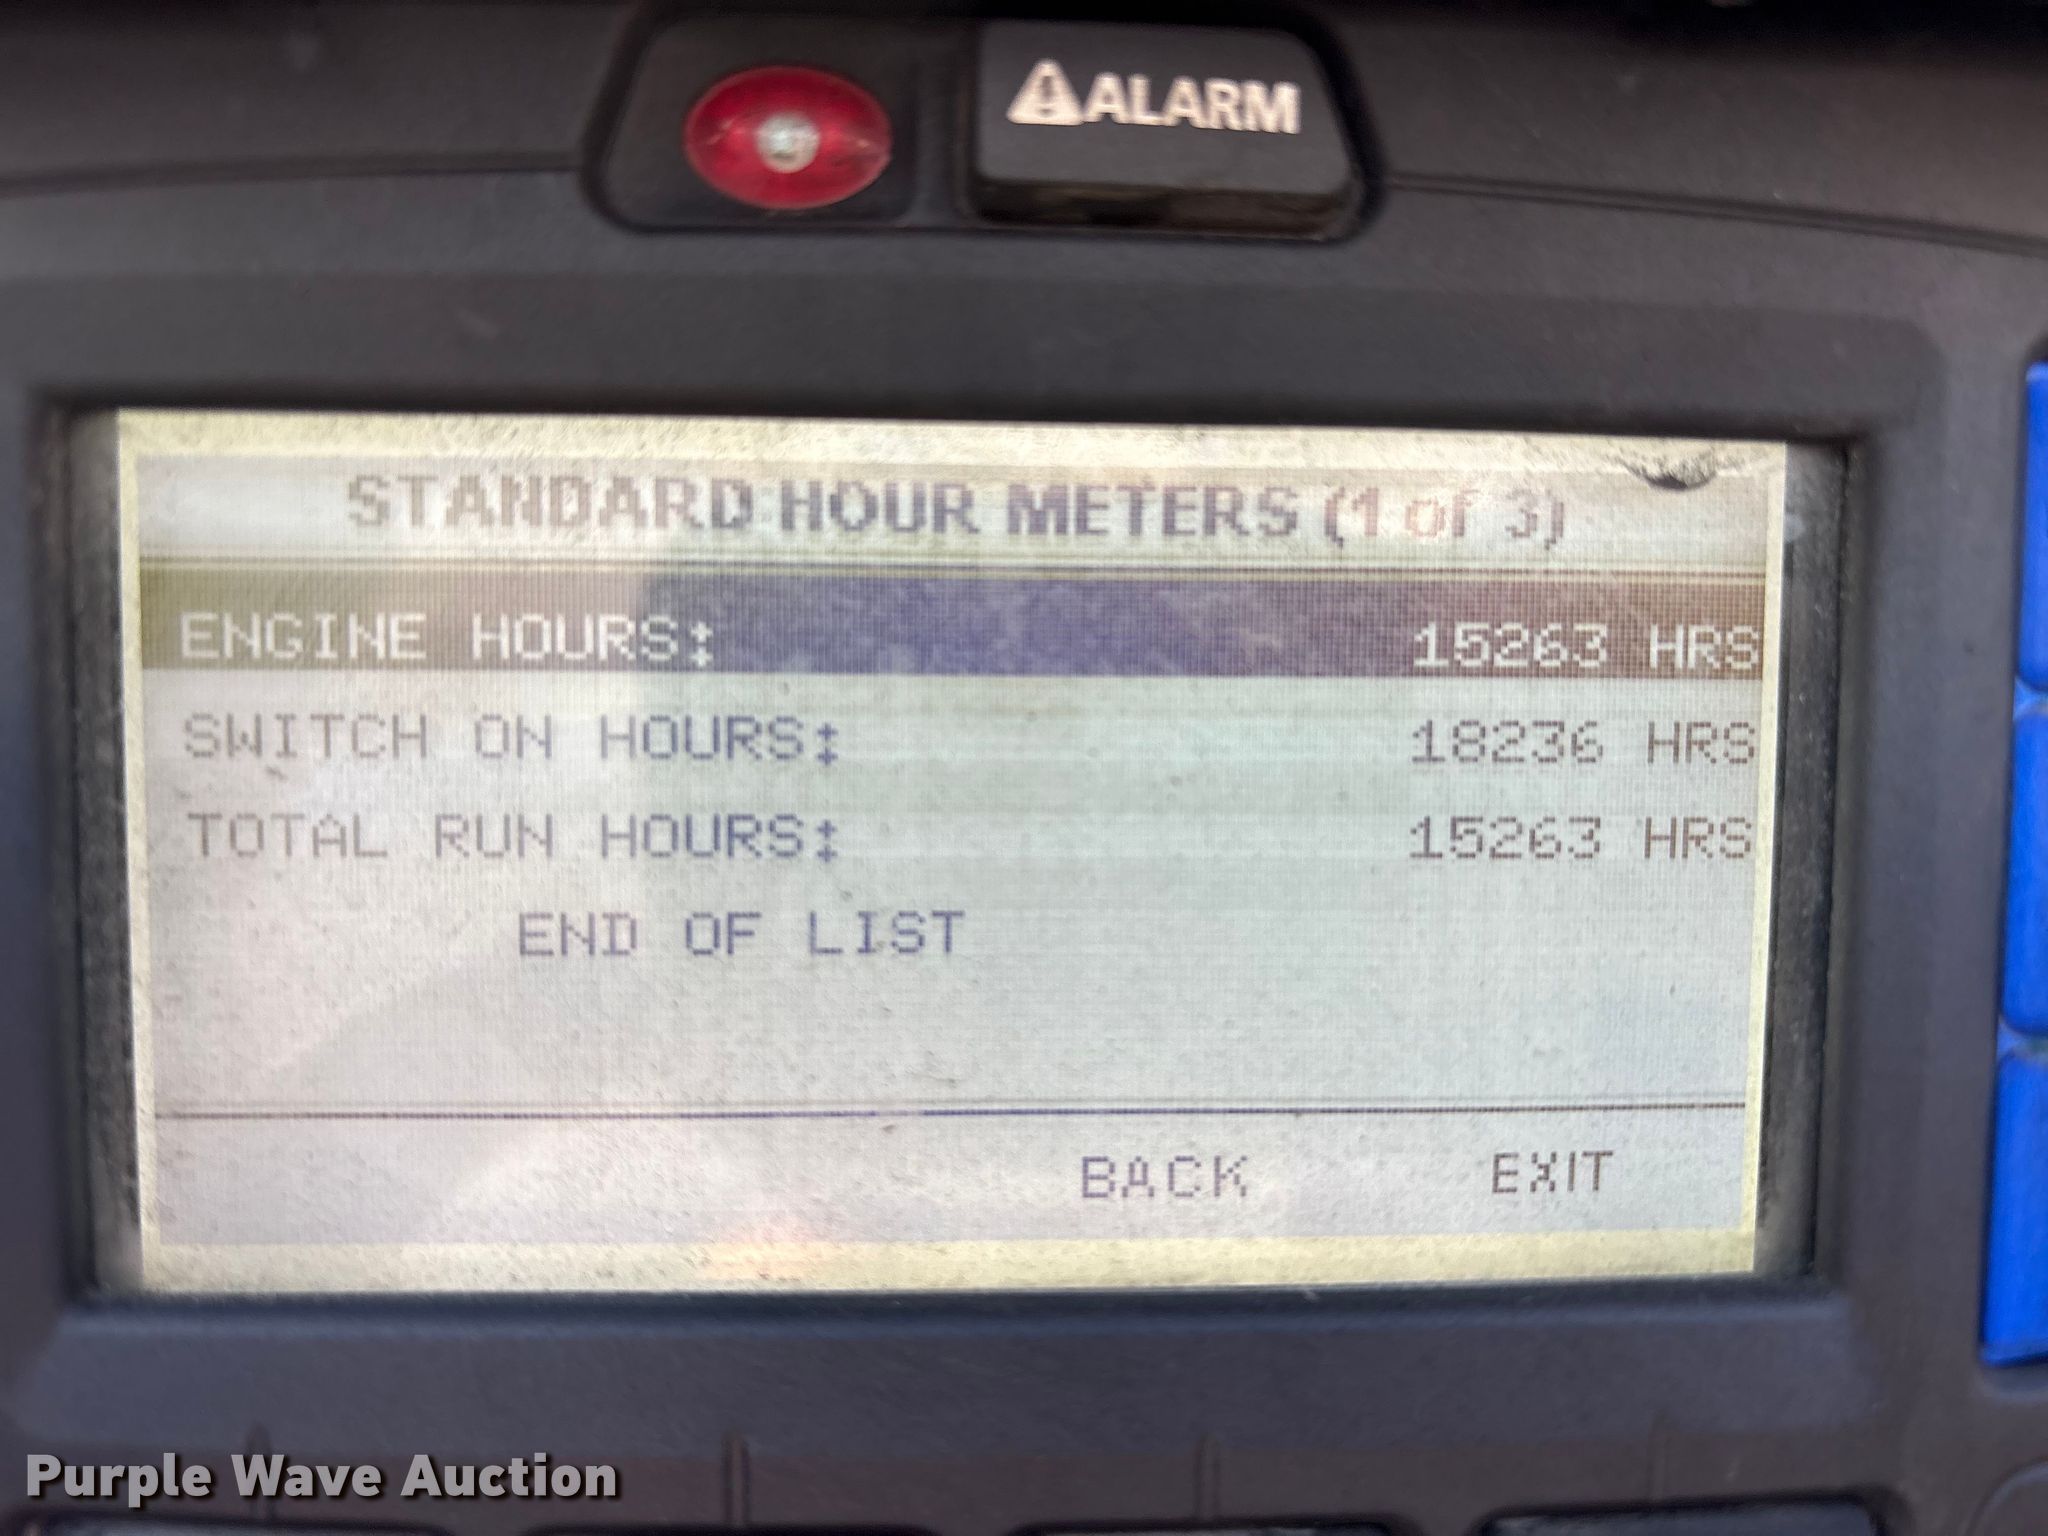 ⚠ALARM
STANDARD HOUR METERS (1 of 3)
ENGINE HOURS: 15263 HRS
SWITCH ON HOURS: 18236 HRS
TOTAL RUN HOURS: 15263 HRS
END OF LIST
BACK EXIT
Purple Wave Auction